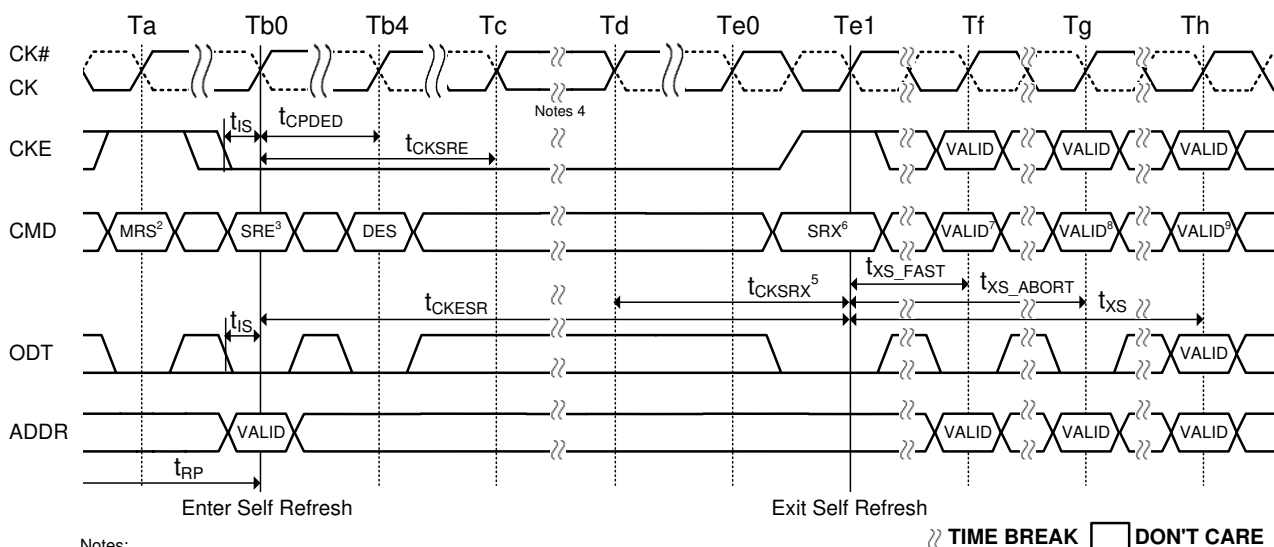 Ta Tb0 Tb4 Tc Td Te0 Te1 Tf Tg Th
CK#
CK
Notes 4
tIS tCPDED
CKE VALID VALID VALID
tCKSRE
CMD MRS2 SRE3 DES SRX6 VALID7 VALID8 VALID9
tXS_FAST
tCKSRX5 tXS_ABORT
tCKESR tXS
tIS
ODT VALID
ADDR VALID VALID VALID VALID
tRP
Enter Self Refresh Exit Self Refresh
TIME BREAK DON'T CARE
Notes: